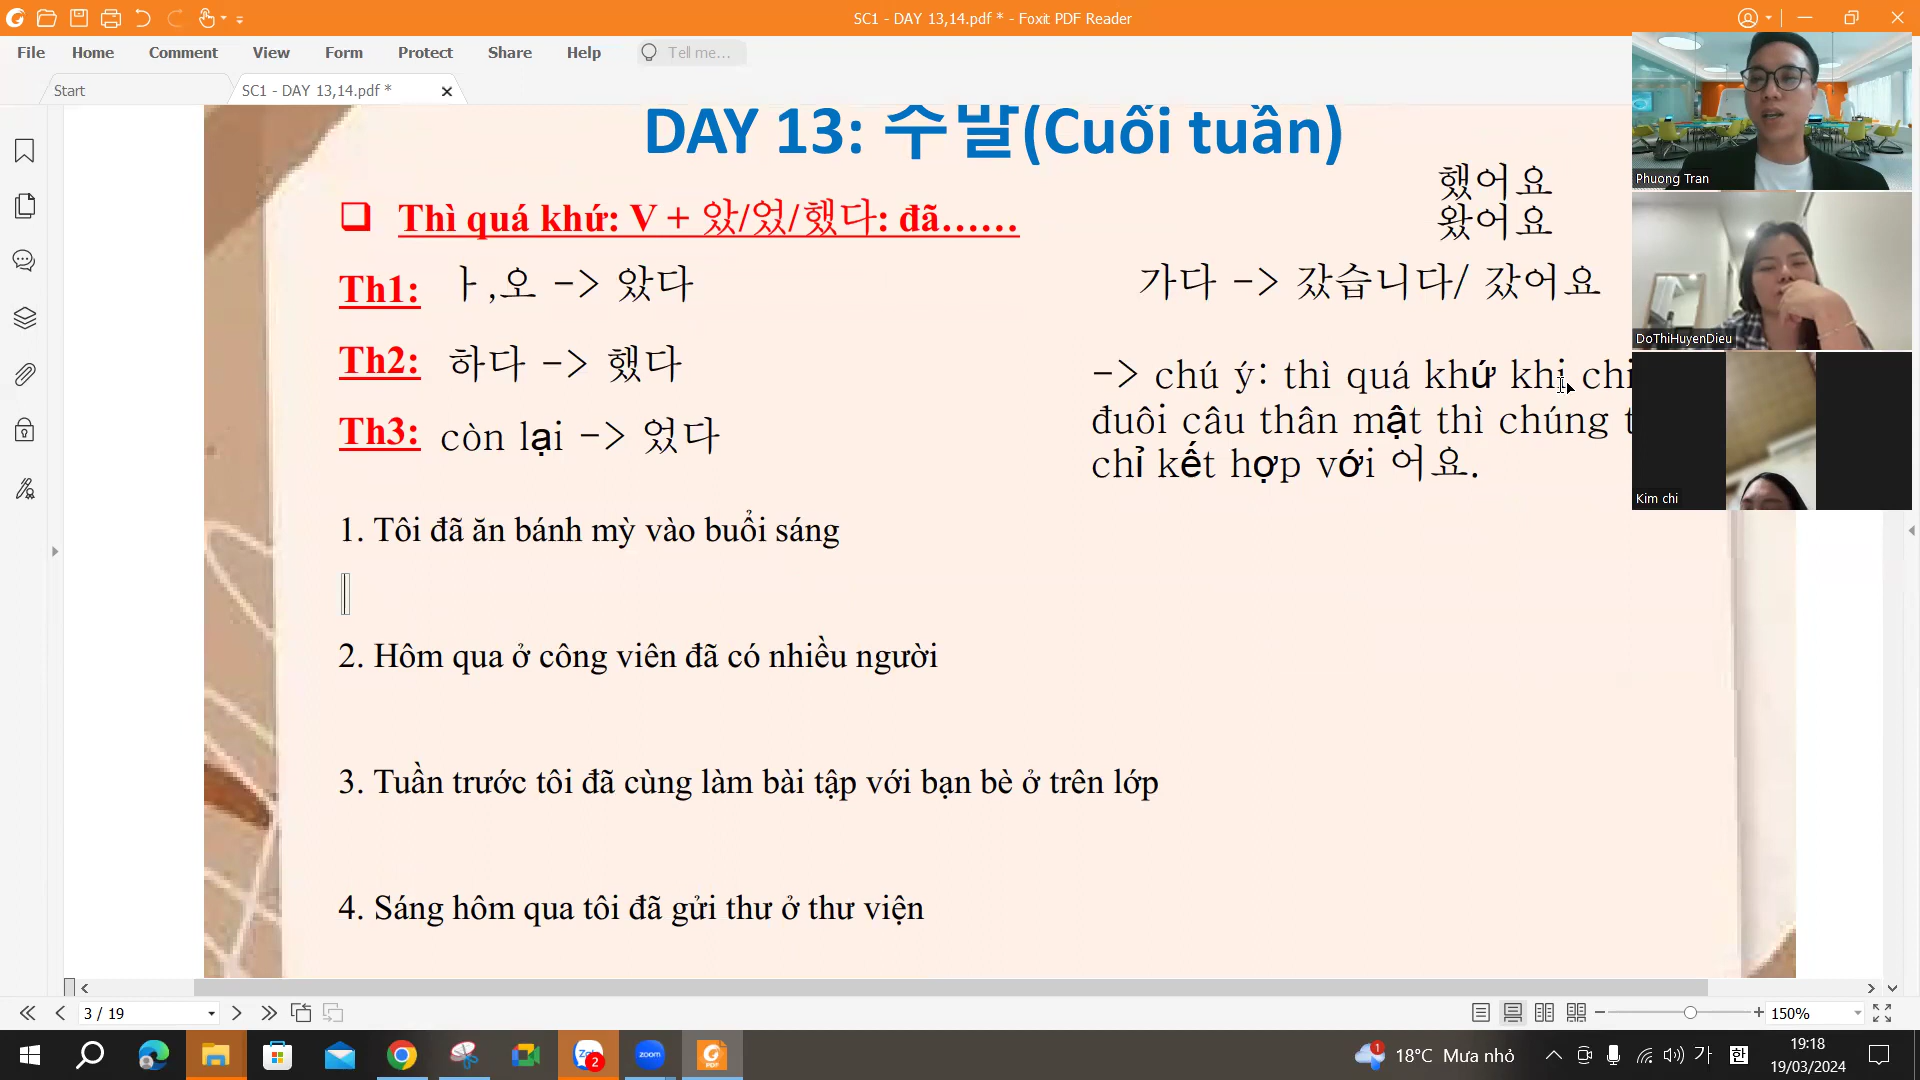 SC1 - DAY 13,14.pdf * - Foxit PDF Reader
File Home Comment View Form Protect Share Help Tell me...
Start SC1 - DAY 13,14.pdf *
DAY 13: 수발(Cuối tuần)
했어요
왔어요
Thì quá khứ: V + 았/었/했다: đã......
Th1: ㅏ,오 -> 았다
가다 -> 갔습니다/ 갔어요
Th2: 하다 -> 했다
Th3: còn lại -> 었다
-> chú ý: thì quá khứ khi chi
đuôi câu thân mật thì chúng t
chỉ kết hợp với 어요.
1. Tôi đã ăn bánh mỳ vào buổi sáng
2. Hôm qua ở công viên đã có nhiều người
3. Tuần trước tôi đã cùng làm bài tập với bạn bè ở trên lớp
4. Sáng hôm qua tôi đã gửi thư ở thư viện
Phuong Tran
DoThiHuyenDieu
Kim chi
3 / 19
150%
zoom
2
1
18°C Mưa nhỏ
가 한
19:18
19/03/2024